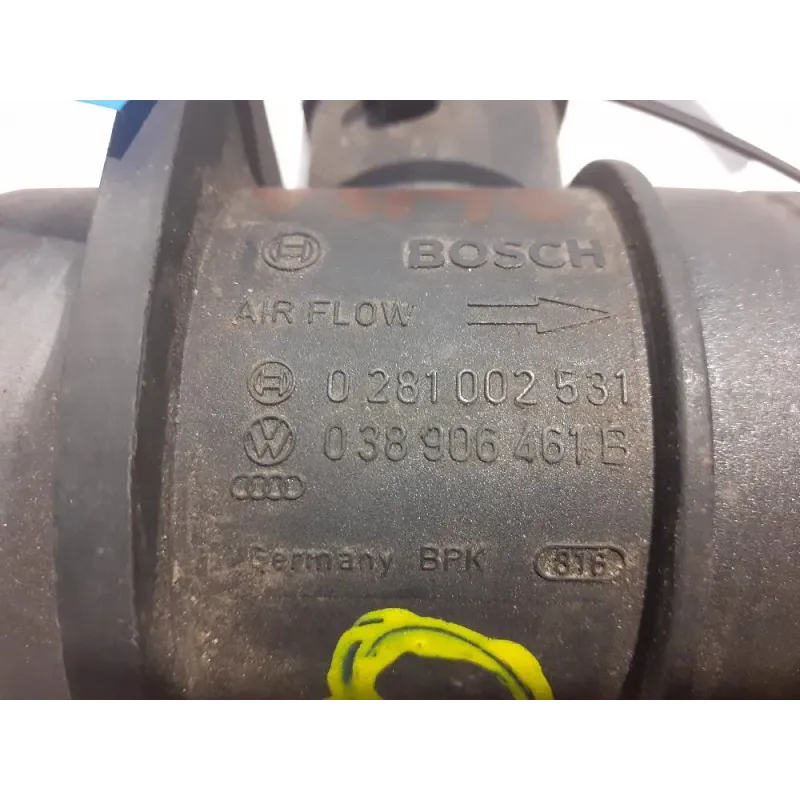 BOSCH
AIR FLOW
0 281 002 531
038 906 461 B
Germany BPK 816